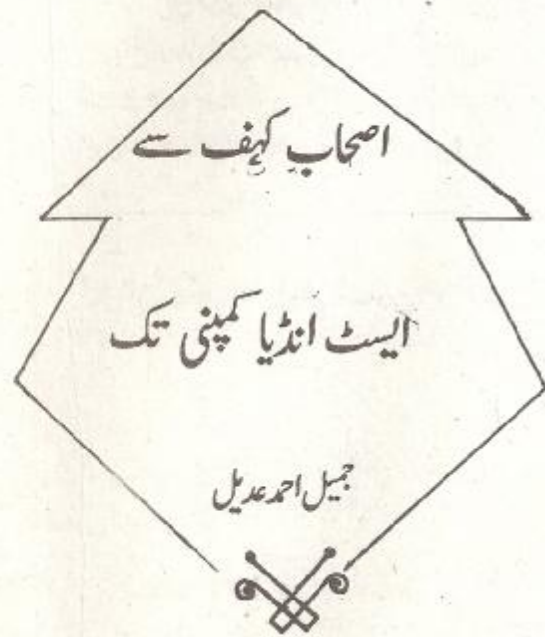 اصحاب کہف سے
ایسٹ انڈیا کمپنی تک
جمیل احمد عدیل